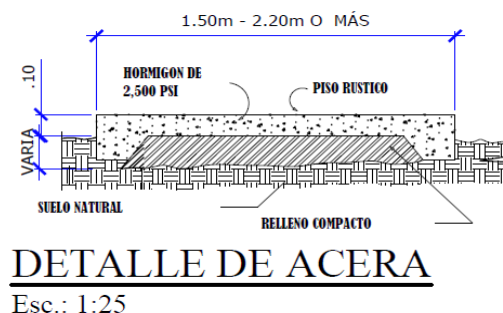 1.50m - 2.20m O MÁS
.10
HORMIGON DE
2,500 PSI
PISO RUSTICO
VARIA
SUELO NATURAL
RELLENO COMPACTO
DETALLE DE ACERA
Esc.: 1:25